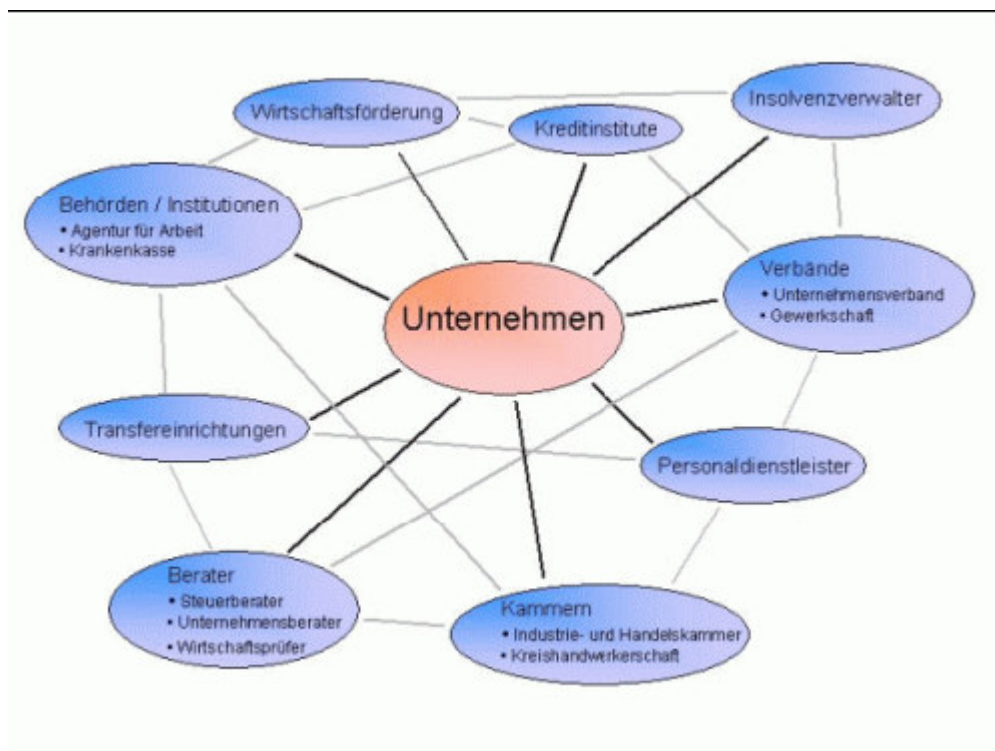 Wirtschaftsförderung
Kreditinstitute
Insolvenzverwalter
Behörden / Institutionen
• Agentur für Arbeit
• Krankenkasse
Verbände
• Unternehmensverband
• Gewerkschaft
Unternehmen
Transfereinrichtungen
Personaldienstleister
Berater
• Steuerberater
• Unternehmensberater
• Wirtschaftsprüfer
Kammern
• Industrie- und Handelskammer
• Kreishandwerkerschaft